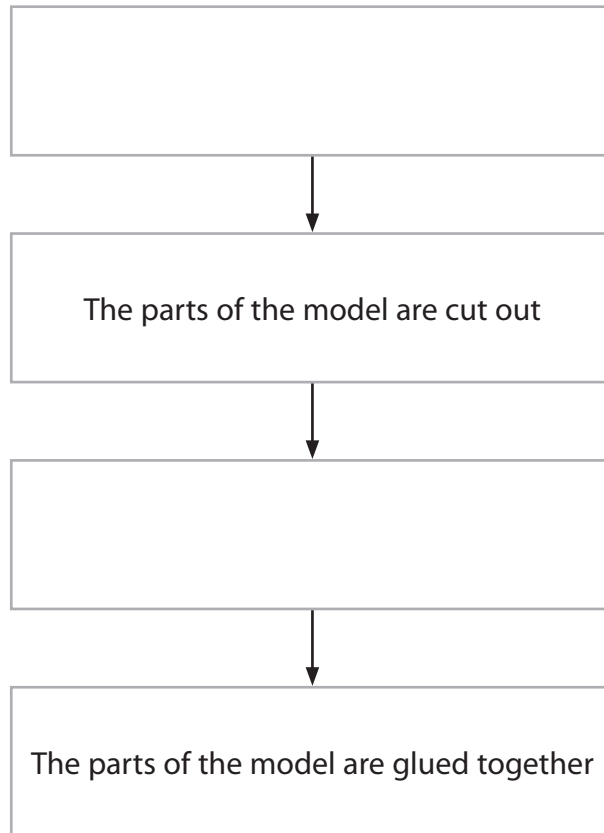 The parts of the model are cut out
The parts of the model are glued together